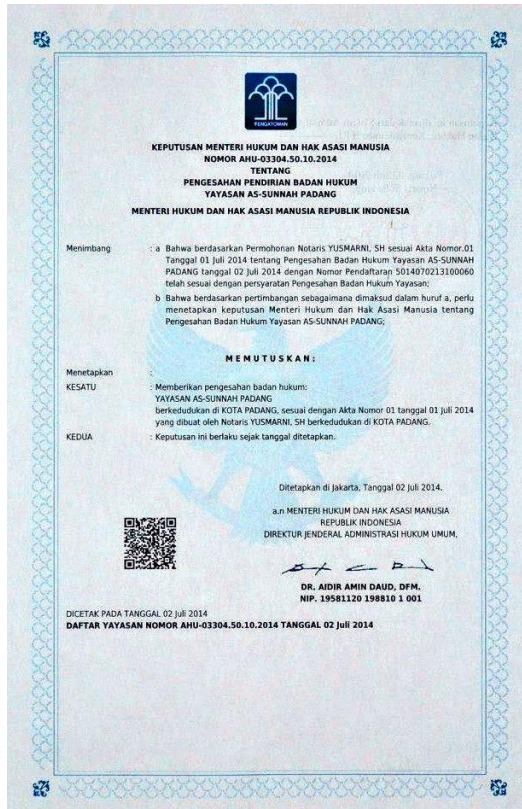 PENGAYOMAN
KEPUTUSAN MENTERI HUKUM DAN HAK ASASI MANUSIA
NOMOR AHU-03304.50.10.2014
TENTANG
PENGESAHAN PENDIRIAN BADAN HUKUM
YAYASAN AS-SUNNAH PADANG
MENTERI HUKUM DAN HAK ASASI MANUSIA REPUBLIK INDONESIA
Menimbang : a Bahwa berdasarkan Permohonan Notaris YUSMARNI, SH sesuai Akta Nomor.01
Tanggal 01 Juli 2014 tentang Pengesahan Badan Hukum Yayasan AS-SUNNAH
PADANG tanggal 02 Juli 2014 dengan Nomor Pendaftaran 5014070213100060
telah sesuai dengan persyaratan Pengesahan Badan Hukum Yayasan;
b Bahwa berdasarkan pertimbangan sebagaimana dimaksud dalam huruf a, perlu
menetapkan keputusan Menteri Hukum dan Hak Asasi Manusia tentang
Pengesahan Badan Hukum Yayasan AS-SUNNAH PADANG;
MEMUTUSKAN:
Menetapkan :
KESATU : Memberikan pengesahan badan hukum:
YAYASAN AS-SUNNAH PADANG
berkedudukan di KOTA PADANG, sesuai dengan Akta Nomor 01 tanggal 01 Juli 2014
yang dibuat oleh Notaris YUSMARNI, SH berkedudukan di KOTA PADANG.
KEDUA : Keputusan ini berlaku sejak tanggal ditetapkan.
Ditetapkan di Jakarta, Tanggal 02 Juli 2014.
a.n MENTERI HUKUM DAN HAK ASASI MANUSIA
REPUBLIK INDONESIA
DIREKTUR JENDERAL ADMINISTRASI HUKUM UMUM,
DR. AIDIR AMIN DAUD, DFM.
NIP. 19581120 198810 1 001
DICETAK PADA TANGGAL 02 Juli 2014
DAFTAR YAYASAN NOMOR AHU-03304.50.10.2014 TANGGAL 02 Juli 2014